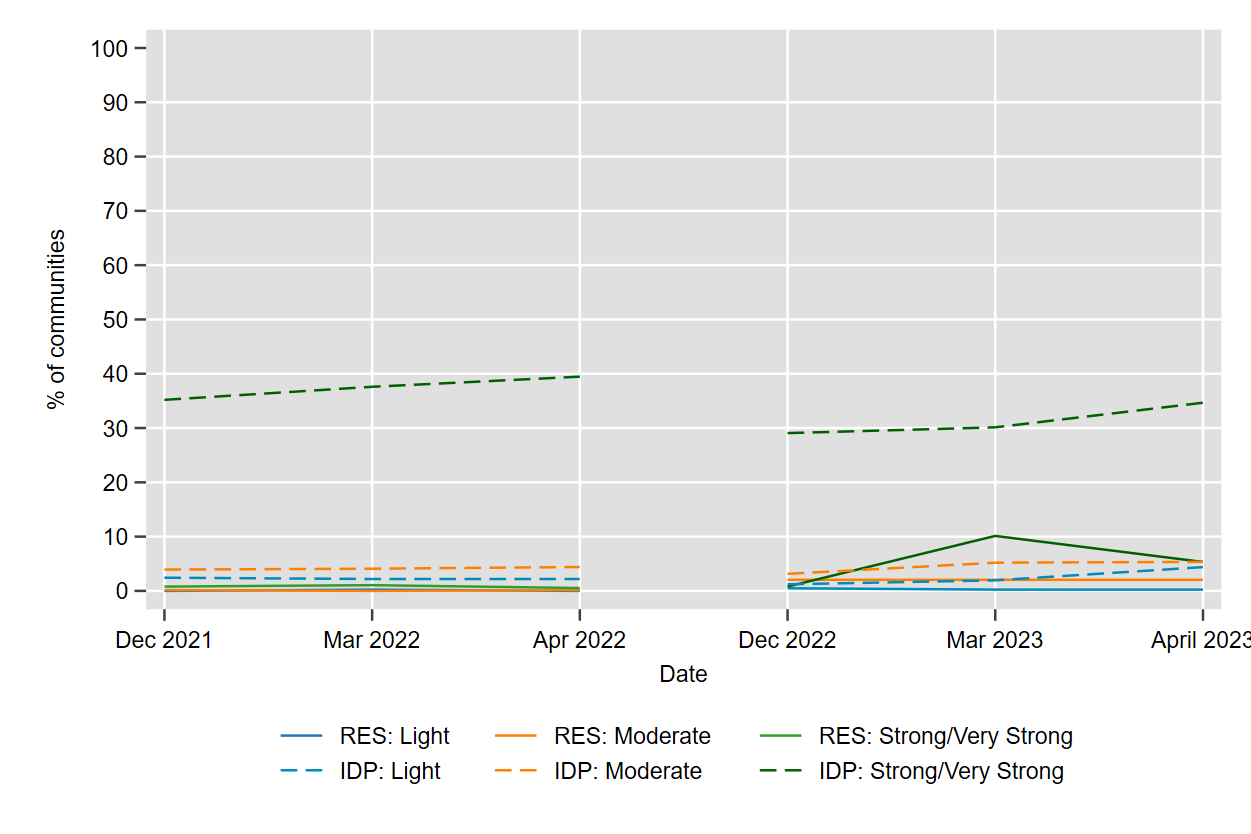 100
90
80
70
60
50
40
30
20
10
0
% of communities
Dec 2021 Mar 2022 Apr 2022 Dec 2022 Mar 2023 April 2023
Date
RES: Light RES: Moderate RES: Strong/Very Strong
IDP: Light IDP: Moderate IDP: Strong/Very Strong